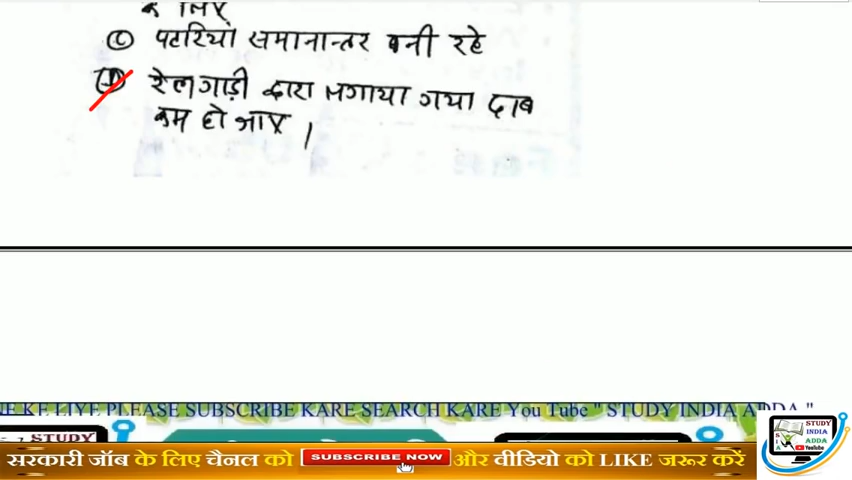 के लिए
Ⓒ पटरियां समानान्तर बनी रहे
Ⓓ रेलगाड़ी द्वारा लगाया गया दाब
कम हो जाए |
NE KE LIYE PLEASE SUBSCRIBE KARE SEARCH KARE You Tube " STUDY INDIA ADDA "
STUDY
सरकारी जॉब के लिए चैनल को SUBSCRIBE NOW और वीडियो को LIKE जरूर करें
STUDY
INDIA
ADDA
YouTube